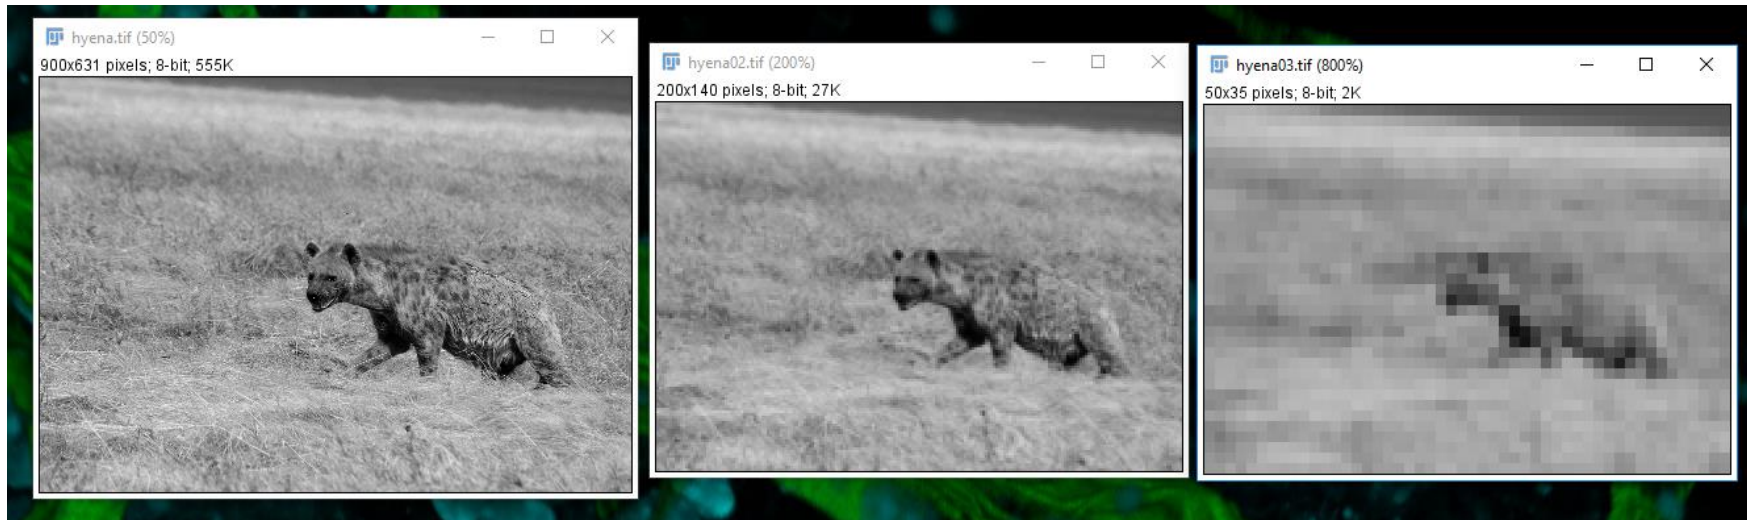 hyena.tif (50%)
900x631 pixels; 8-bit; 555K
hyena02.tif (200%)
200x140 pixels; 8-bit; 27K
hyena03.tif (800%)
50x35 pixels; 8-bit; 2K